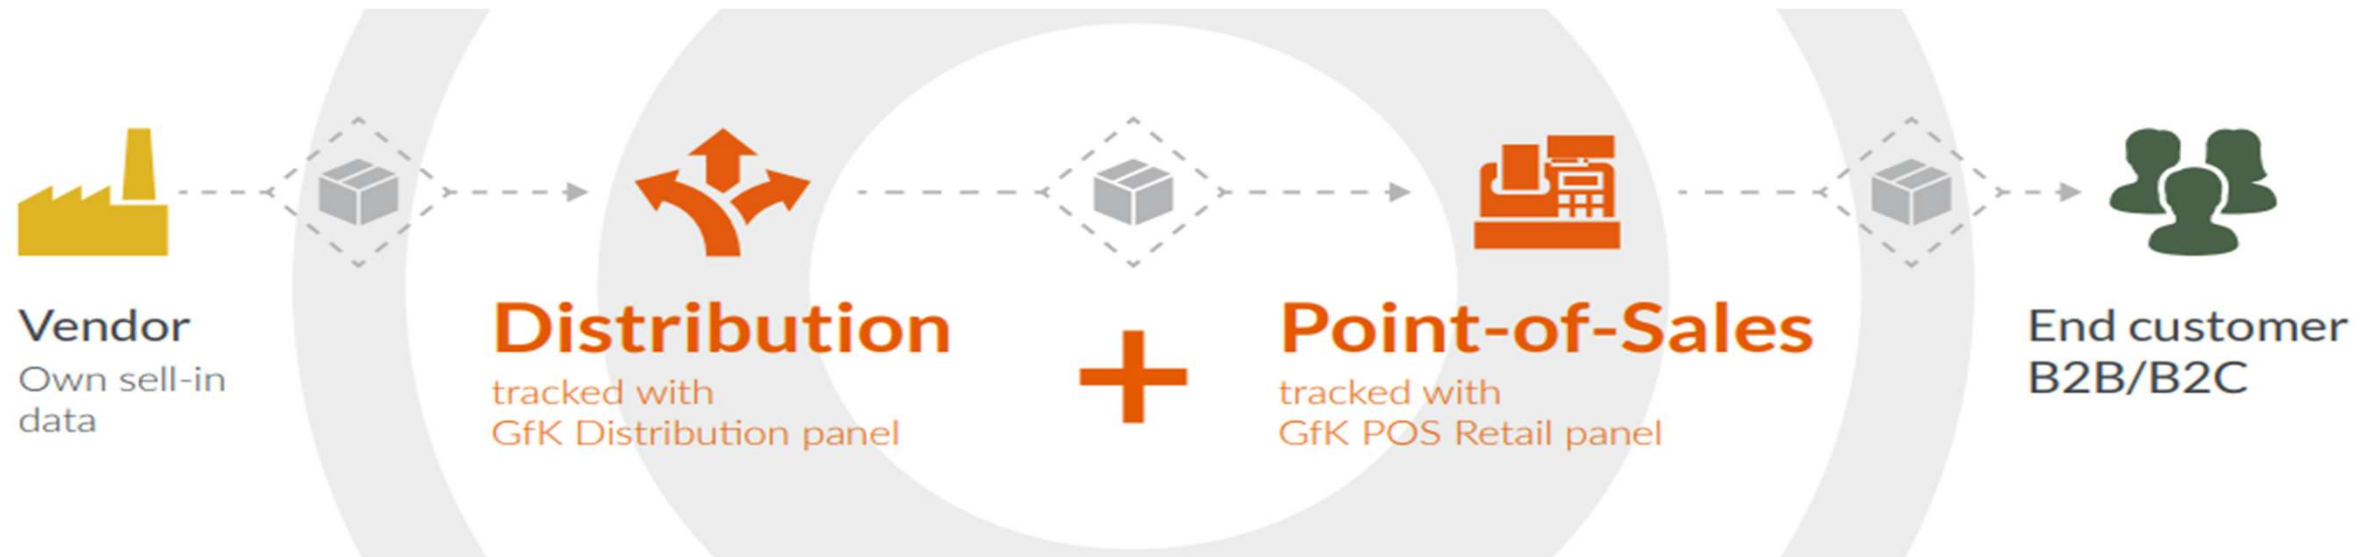 Vendor
Own sell-in
data
Distribution
tracked with
GfK Distribution panel
+
Point-of-Sales
tracked with
GfK POS Retail panel
End customer
B2B/B2C